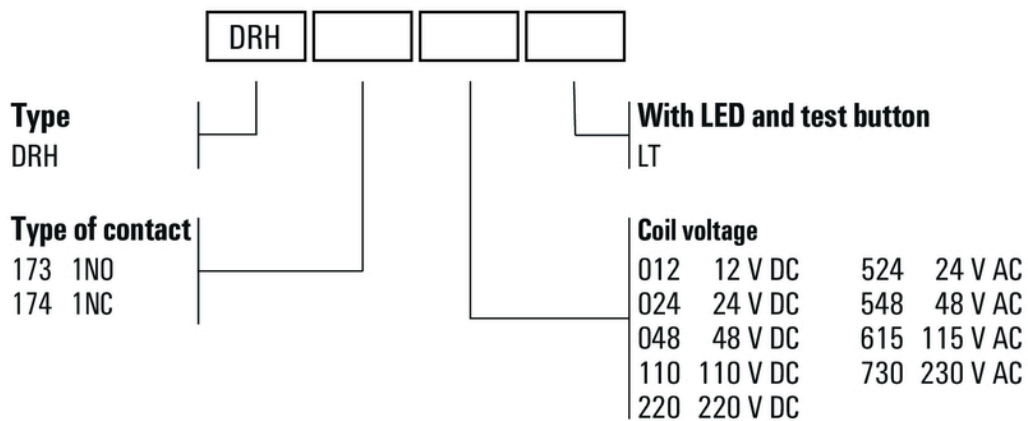 DRH
Type
DRH
With LED and test button
LT
Type of contact
173 1NO
174 1NC
Coil voltage
012 12 V DC 524 24 V AC
024 24 V DC 548 48 V AC
048 48 V DC 615 115 V AC
110 110 V DC 730 230 V AC
220 220 V DC